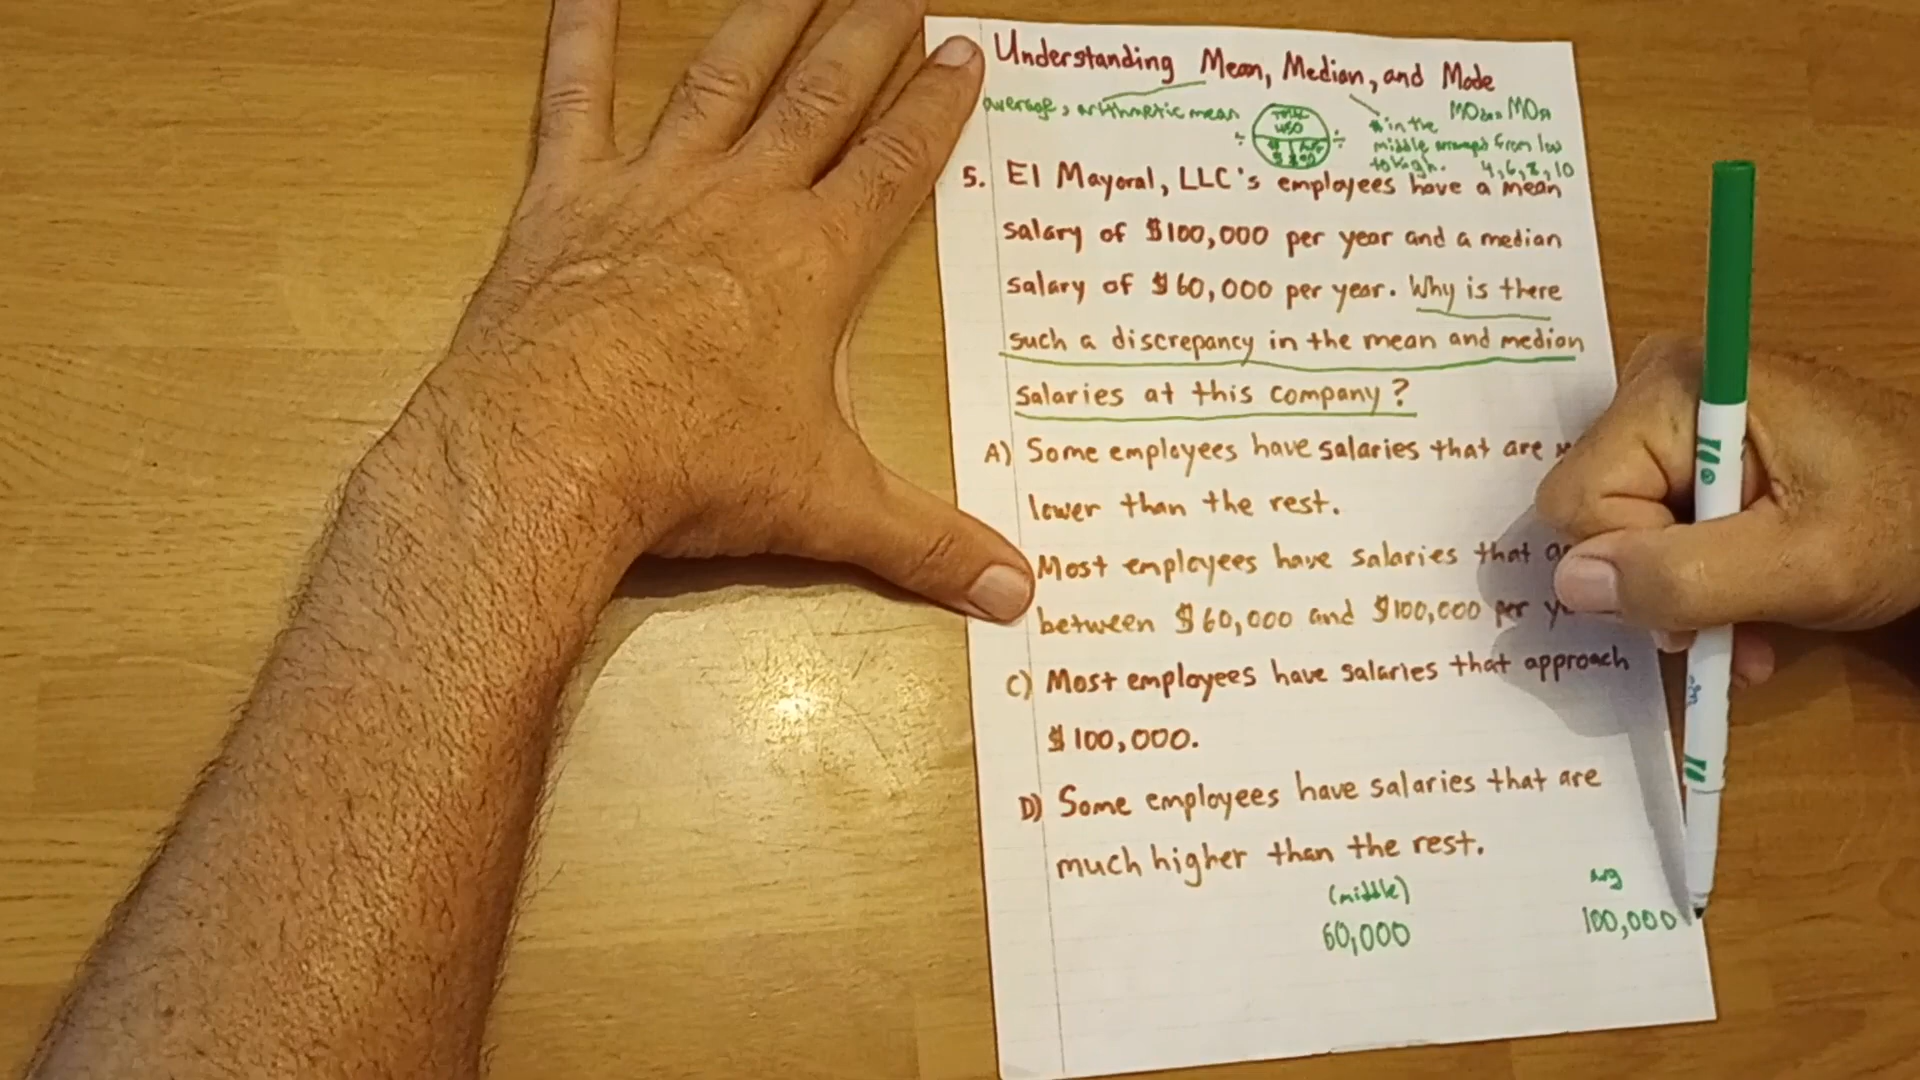 Understanding Mean, Median, and Mode
average, arithmetic mean
Total
450
÷ ÷
# in the
middle arranged from low
to high. 4, 6, 8, 10
5. El Mayoral, LLC's employees have a mean
salary of $100,000 per year and a median
salary of $60,000 per year. Why is there
such a discrepancy in the mean and median
salaries at this company?
A) Some employees have salaries that are
lower than the rest.
Most employees have salaries that
between $60,000 and $100,000 per
C) Most employees have salaries that approach
$100,000.
D) Some employees have salaries that are
much higher than the rest.
(middle) avg
60,000 100,000